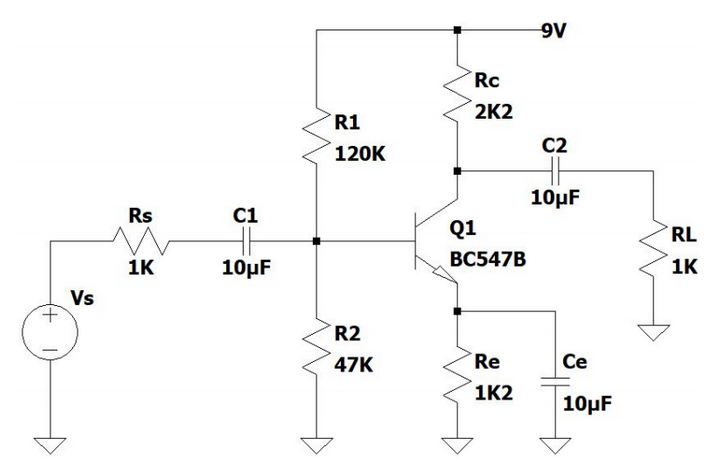 9V
Rc
2K2
R1
120K
C2
10µF
Rs
1K
C1
10µF
Q1
BC547B
RL
1K
Vs
+
R2
47K
Re
1K2
Ce
10µF